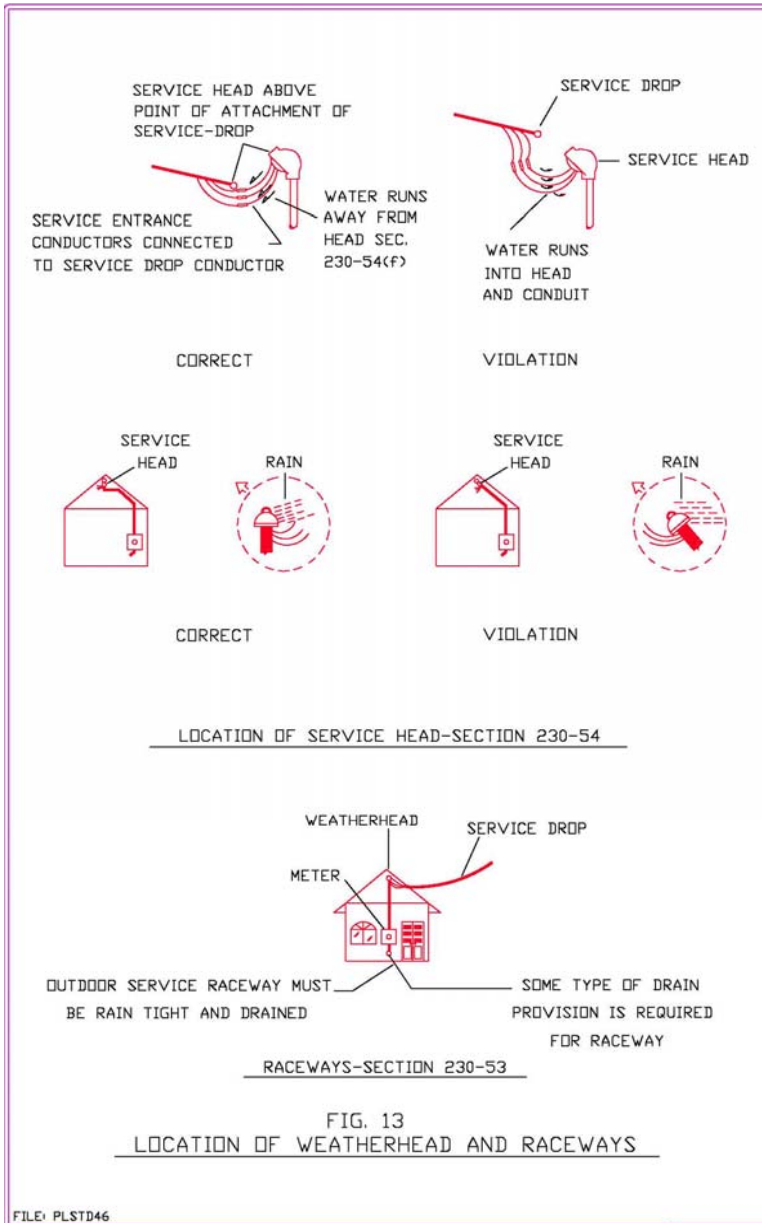 SERVICE HEAD ABOVE
POINT OF ATTACHMENT OF
SERVICE-DROP
SERVICE ENTRANCE
CONDUCTORS CONNECTED
TO SERVICE DROP CONDUCTOR
WATER RUNS
AWAY FROM
HEAD SEC.
230-54(f)
SERVICE DROP
SERVICE HEAD
WATER RUNS
INTO HEAD
AND CONDUIT
CORRECT
VIOLATION
SERVICE
HEAD
RAIN
SERVICE
HEAD
RAIN
CORRECT
VIOLATION
LOCATION OF SERVICE HEAD-SECTION 230-54
WEATHERHEAD
SERVICE DROP
METER
OUTDOOR SERVICE RACEWAY MUST
BE RAIN TIGHT AND DRAINED
SOME TYPE OF DRAIN
PROVISION IS REQUIRED
FOR RACEWAY
RACEWAYS-SECTION 230-53
FIG. 13
LOCATION OF WEATHERHEAD AND RACEWAYS
FILE: PLSTD46